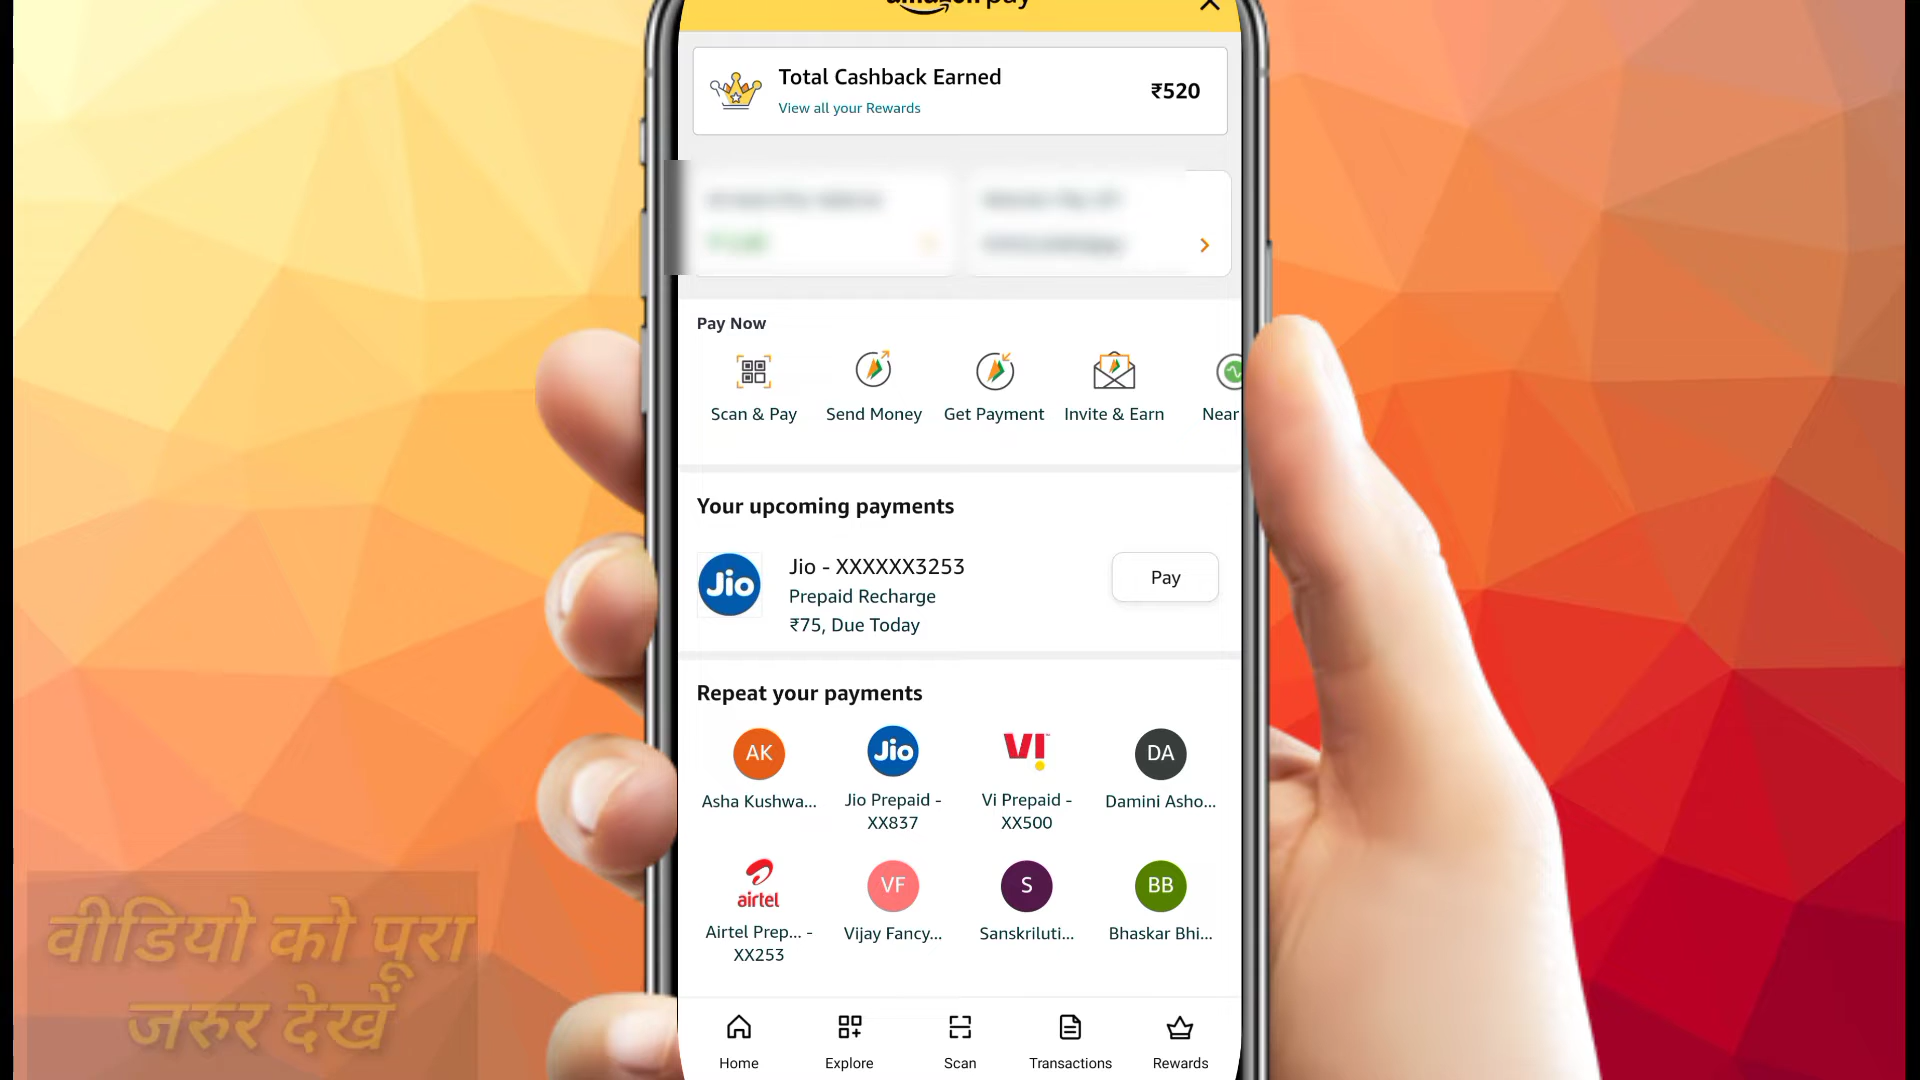 amazon pay
Total Cashback Earned
View all your Rewards
₹520
Pay Now
Scan & Pay
Send Money
Get Payment
Invite & Earn
Near
Your upcoming payments
Jio
Jio - XXXXXX3253
Prepaid Recharge
₹75, Due Today
Pay
Repeat your payments
AK
Jio
VI
DA
Asha Kushwa...
Jio Prepaid -
XX837
Vi Prepaid -
XX500
Damini Asho...
airtel
VF
S
BB
Airtel Prep... -
XX253
Vijay Fancy...
Sanskriluti...
Bhaskar Bhi...
Home
Explore
Scan
Transactions
Rewards
वीडियो को पूरा
जरुर देखें